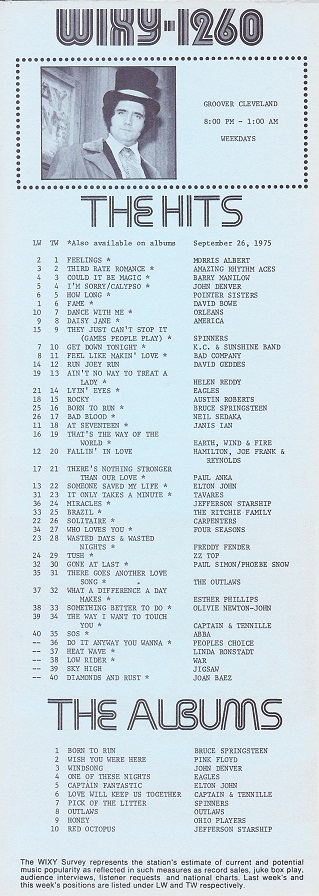 WIXY-1260
GROOVER CLEVELAND
8:00 PM - 1:00 AM
WEEKDAYS
THE HITS
LW TW *Also available on albums September 26, 1975
2 1 FEELINGS * MORRIS ALBERT
3 2 THIRD RATE ROMANCE * AMAZING RHYTHM ACES
4 3 COULD IT BE MAGIC * BARRY MANILOW
5 4 I'M SORRY/CALYPSO * JOHN DENVER
6 5 HOW LONG * POINTER SISTERS
1 6 FAME * DAVID BOWE
10 7 DANCE WITH ME * ORLEANS
9 8 DAISY JANE * AMERICA
15 9 THEY JUST CAN'T STOP IT
(GAMES PEOPLE PLAY) * SPINNERS
7 10 GET DOWN TONIGHT * K.C. & SUNSHINE BAND
8 11 FEEL LIKE MAKIN' LOVE * BAD COMPANY
14 12 RUN JOEY RUN DAVID GEDDES
19 13 AIN'T NO WAY TO TREAT A
LADY * HELEN REDDY
21 14 LYIN' EYES * EAGLES
18 15 ROCKY AUSTIN ROBERTS
25 16 BORN TO RUN * BRUCE SPRINGSTEEN
26 17 BAD BLOOD * NEIL SEDAKA
11 18 AT SEVENTEEN * JANIS IAN
16 19 THAT'S THE WAY OF THE
WORLD * EARTH, WIND & FIRE
12 20 FALLIN' IN LOVE HAMILTON, JOE FRANK &
REYNOLDS
17 21 THERE'S NOTHING STRONGER
THAN OUR LOVE * PAUL ANKA
13 22 SOMEONE SAVED MY LIFE * ELTON JOHN
31 23 IT ONLY TAKES A MINUTE * TAVARES
36 24 MIRACLES * JEFFERSON STARSHIP
33 25 BRAZIL * THE RITCHIE FAMILY
22 26 SOLITAIRE * CARPENTERS
34 27 WHO LOVES YOU * FOUR SEASONS
23 28 WASTED DAYS & WASTED
NIGHTS * FREDDY FENDER
24 29 TUSH * ZZ TOP
32 30 GONE AT LAST * PAUL SIMON/PHOEBE SNOW
35 31 THERE GOES ANOTHER LOVE
SONG * THE OUTLAWS
37 32 WHAT A DIFFERENCE A DAY
MAKES * ESTHER PHILLIPS
38 33 SOMETHING BETTER TO DO * OLIVIE NEWTON-JOHN
39 34 THE WAY I WANT TO TOUCH
YOU * CAPTAIN & TENNILLE
40 35 SOS * ABBA
-- 36 DO IT ANYWAY YOU WANNA * PEOPLES CHOICE
-- 37 HEAT WAVE * LINDA RONSTADT
-- 38 LOW RIDER * WAR
-- 39 SKY HIGH JIGSAW
-- 40 DIAMONDS AND RUST * JOAN BAEZ
THE ALBUMS
1 BORN TO RUN BRUCE SPRINGSTEEN
2 WISH YOU WERE HERE PINK FLOYD
3 WINDSONG JOHN DENVER
4 ONE OF THESE NIGHTS EAGLES
5 CAPTAIN FANTASTIC ELTON JOHN
6 LOVE WILL KEEP US TOGETHER CAPTAIN & TENNILLE
7 PICK OF THE LITTER SPINNERS
8 OUTLAWS OUTLAWS
9 HONEY OHIO PLAYERS
10 RED OCTOPUS JEFFERSON STARSHIP
The WIXY Survey represents the station's estimate of current and potential
music popularity as reflected in such measures as record sales, juke box play,
audience interviews, listener requests and national charts. Last week's and
this week's positions are listed under LW and TW respectively.